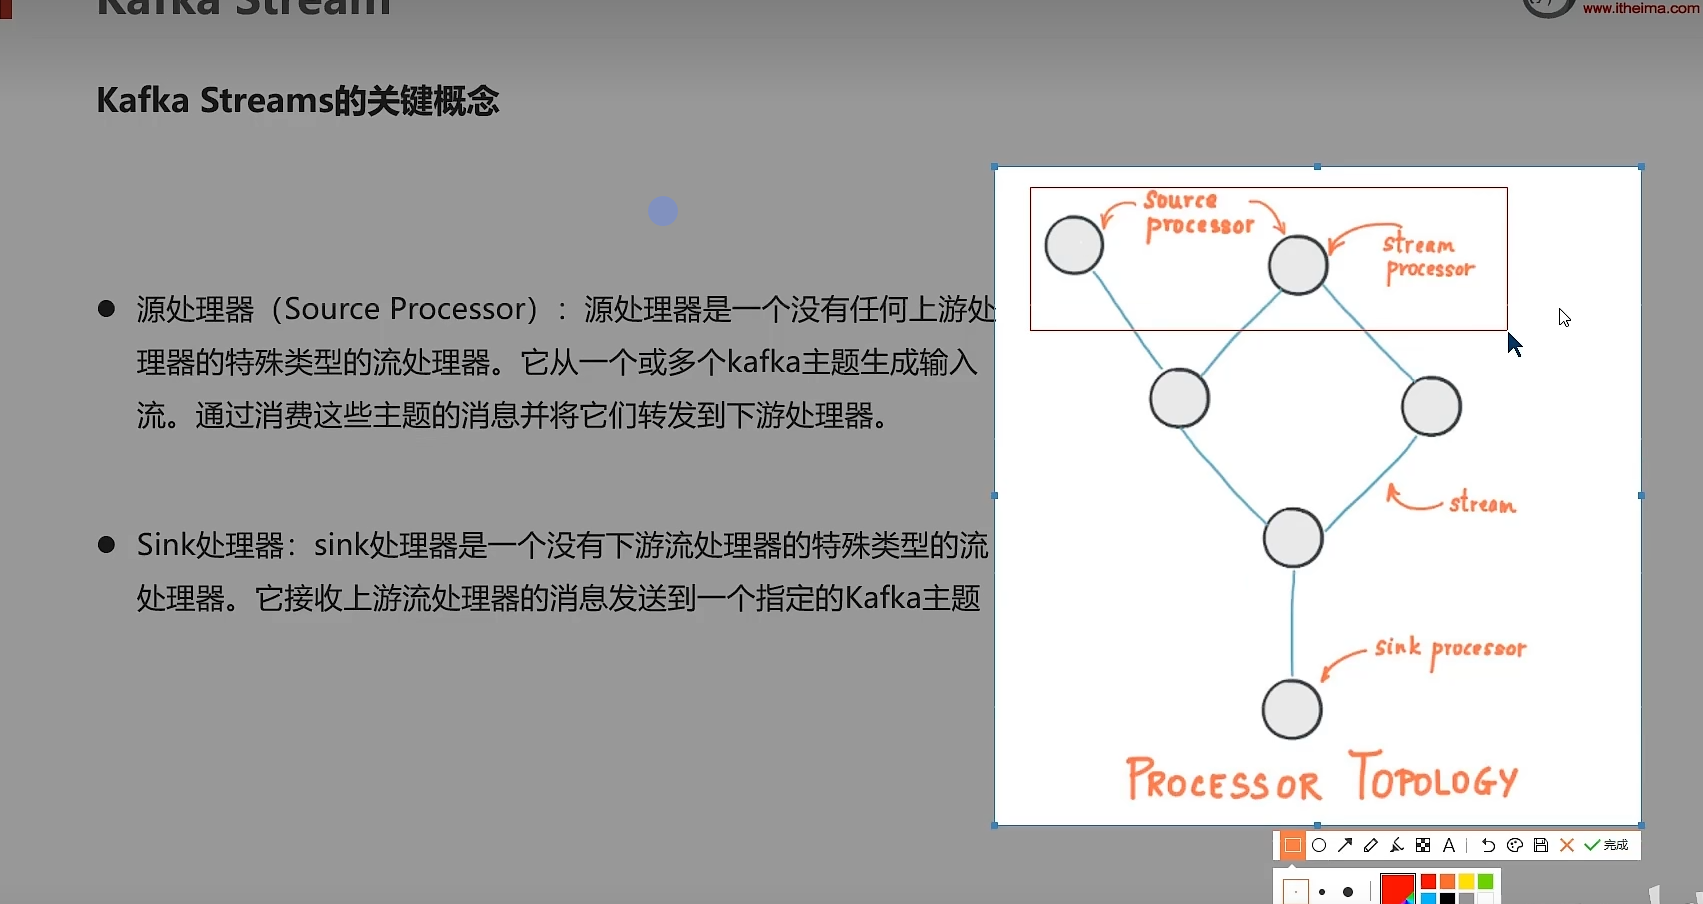 Kafka Stream
www.itheima.com
Kafka Streams的关键概念
源处理器（Source Processor）：源处理器是一个没有任何上游处
理器的特殊类型的流处理器。它从一个或多个kafka主题生成输入
流。通过消费这些主题的消息并将它们转发到下游处理器。
Sink处理器：sink处理器是一个没有下游流处理器的特殊类型的流
处理器。它接收上游流处理器的消息发送到一个指定的Kafka主题
Source
processor
stream
processor
stream
sink processor
PROCESSOR TOPOLOGY
A
完成